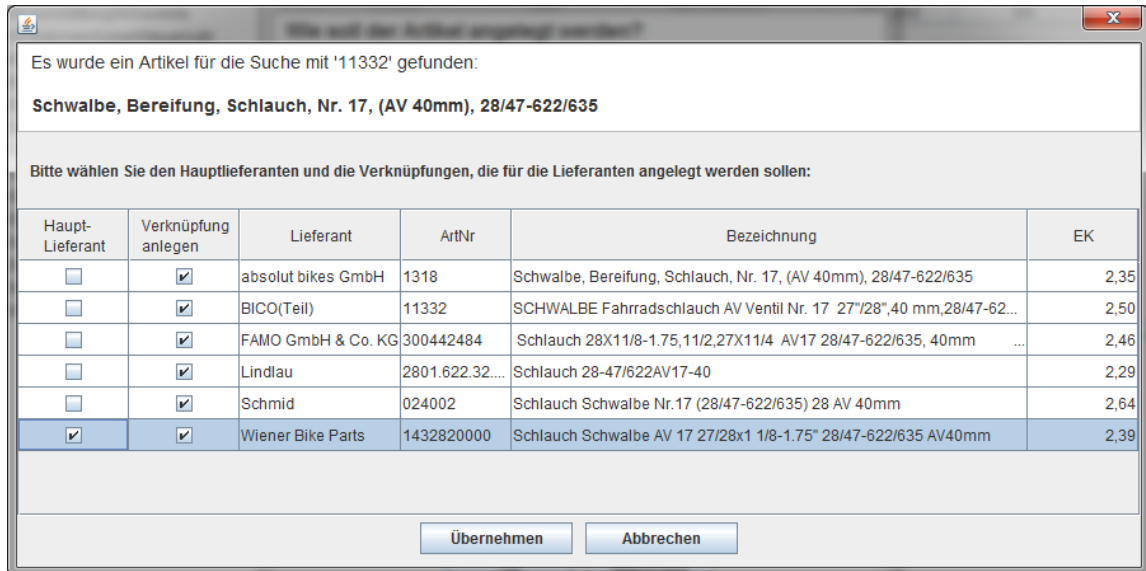 Wie soll der Artikel angelegt werden?
Es wurde ein Artikel für die Suche mit '11332' gefunden:
Schwalbe, Bereifung, Schlauch, Nr. 17, (AV 40mm), 28/47-622/635
Bitte wählen Sie den Hauptlieferanten und die Verknüpfungen, die für die Lieferanten angelegt werden sollen:
Haupt-Lieferant Verknüpfung anlegen Lieferant ArtNr Bezeichnung EK
absolut bikes GmbH 1318 Schwalbe, Bereifung, Schlauch, Nr. 17, (AV 40mm), 28/47-622/635 2,35
BICO(Teil) 11332 SCHWALBE Fahrradschlauch AV Ventil Nr. 17 27"/28",40 mm,28/47-62... 2,50
FAMO GmbH & Co. KG 300442484 Schlauch 28X11/8-1.75,11/2,27X11/4 AV17 28/47-622/635, 40mm ... 2,46
Lindlau 2801.622.32.... Schlauch 28-47/622AV17-40 2,29
Schmid 024002 Schlauch Schwalbe Nr.17 (28/47-622/635) 28 AV 40mm 2,64
Wiener Bike Parts 1432820000 Schlauch Schwalbe AV 17 27/28x1 1/8-1.75" 28/47-622/635 AV40mm 2,39
Übernehmen Abbrechen